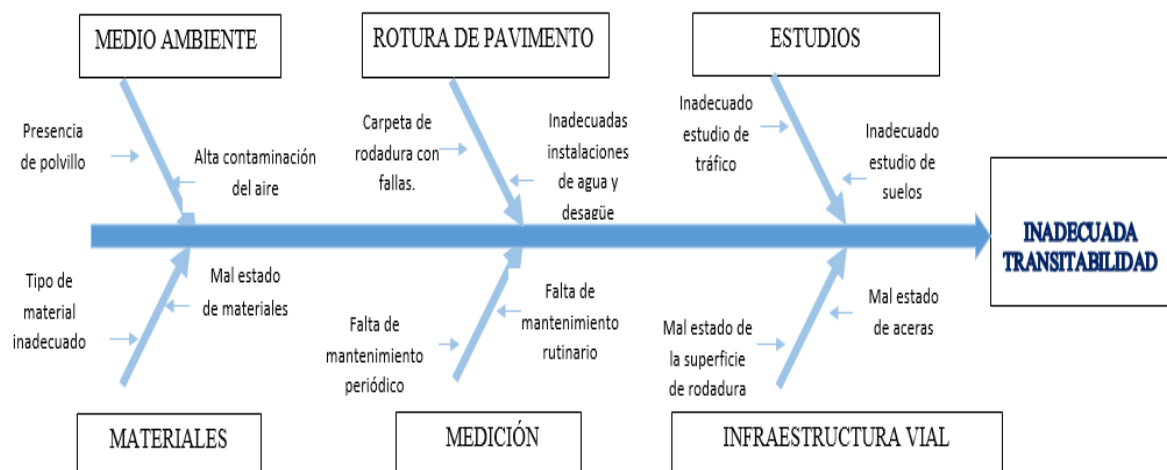 MEDIO AMBIENTE
ROTURA DE PAVIMENTO
ESTUDIOS
Presencia
de polvillo
Alta contaminación
del aire
Carpeta de
rodadura con
fallas.
Inadecuadas
instalaciones
de agua y
desagüe
Inadecuado
estudio de
tráfico
Inadecuado
estudio de
suelos
INADECUADA
TRANSITABILIDAD
Tipo de
material
inadecuado
Mal estado
de materiales
Falta de
mantenimiento
periódico
Falta de
mantenimiento
rutinario
Mal estado de
la superficie
de rodadura
Mal estado
de aceras
MATERIALES
MEDICIÓN
INFRAESTRUCTURA VIAL